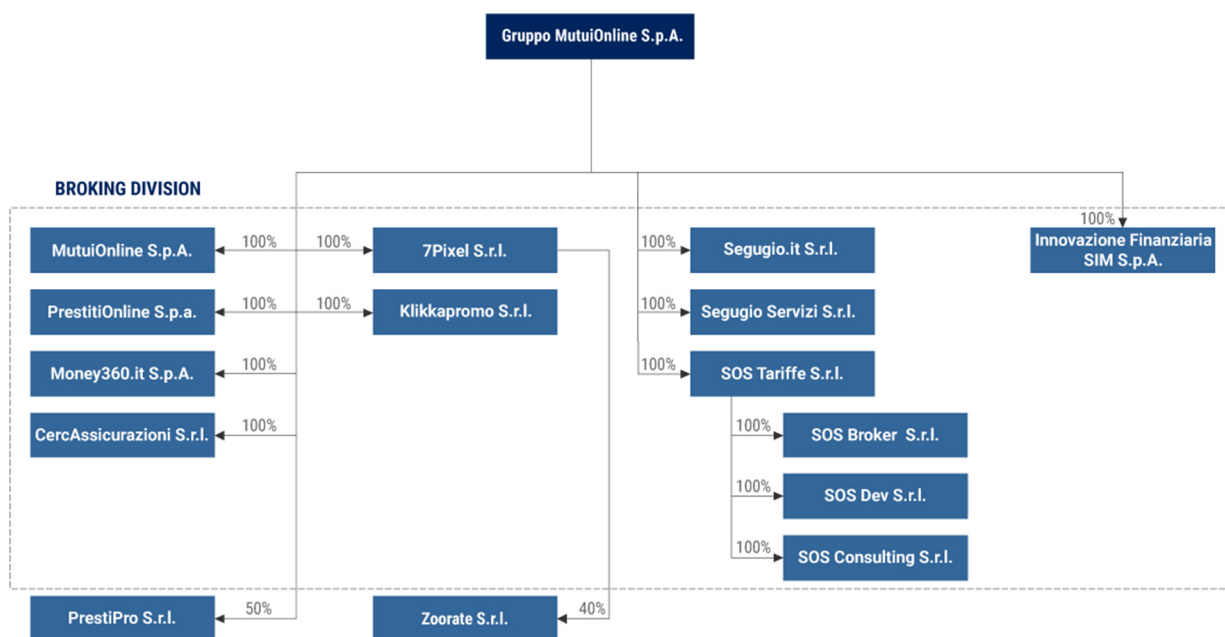 Gruppo MutuiOnline S.p.A.
BROKING DIVISION
100%
MutuiOnline S.p.A.
100%
100%
7Pixel S.r.l.
100%
Segugio.it S.r.l.
Innovazione Finanziaria
SIM S.p.A.
PrestitiOnline S.p.a.
100%
100%
Klikkapromo S.r.l.
100%
Segugio Servizi S.r.l.
Money360.it S.p.A.
100%
100%
SOS Tariffe S.r.l.
CercAssicurazioni S.r.l.
100%
100%
SOS Broker S.r.l.
100%
SOS Dev S.r.l.
100%
SOS Consulting S.r.l.
PrestiPro S.r.l.
50%
Zoorate S.r.l.
40%